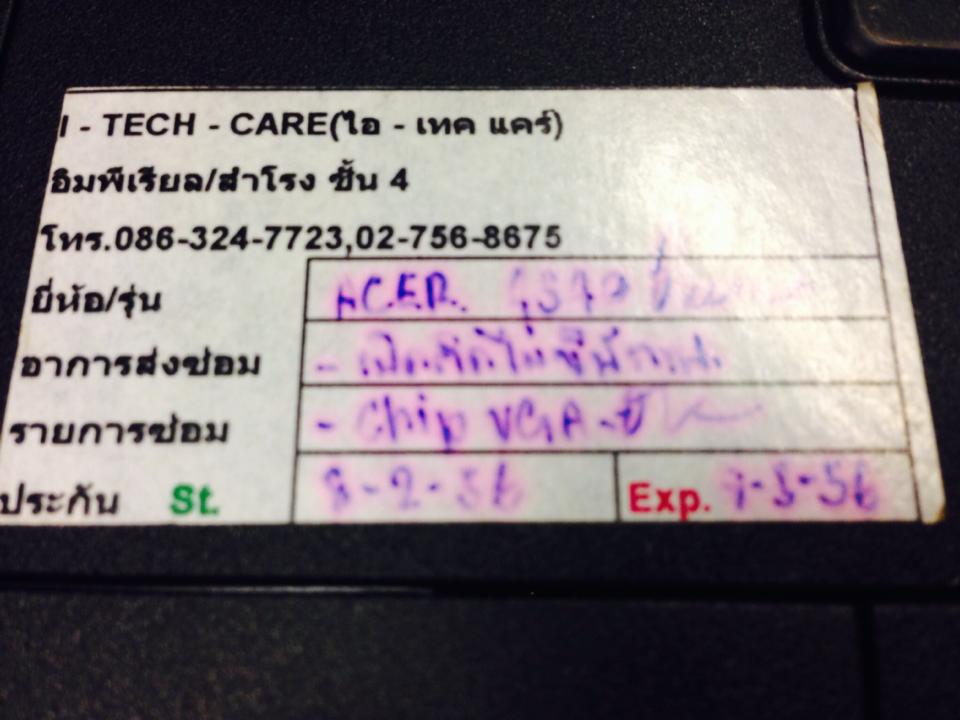 I - TECH - CARE(ไอ - เทค แคร์)
อิมพีเรียล/สำโรง ชั้น 4
โทร.086-324-7723,02-756-8675
ยี่ห้อ/รุ่น ACER.
อาการส่งซ่อม -
รายการซ่อม - Chip VGA
ประกัน St. 8-2-56 Exp.